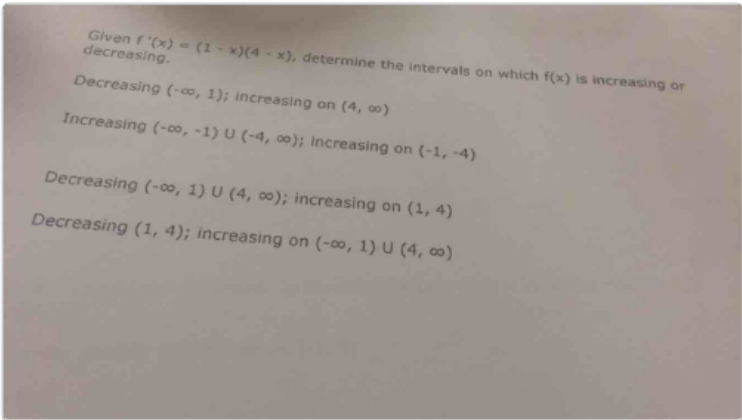 Given f '(x) = (1 - x)(4 - x), determine the intervals on which f(x) is increasing or
decreasing.
Decreasing (-∞, 1); increasing on (4, ∞)
Increasing (-∞, -1) U (-4, ∞); increasing on (-1, -4)
Decreasing (-∞, 1) U (4, ∞); increasing on (1, 4)
Decreasing (1, 4); increasing on (-∞, 1) U (4, ∞)